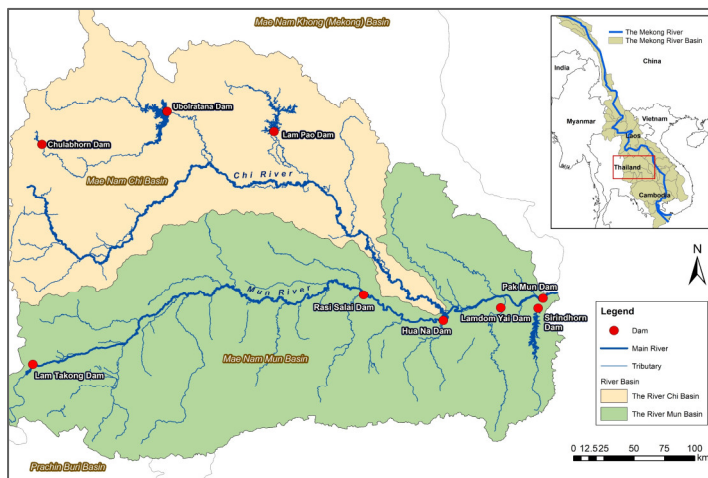 Mae Nam Khong (Mekong) Basin
Ubolratana Dam
Lam Pao Dam
Chulabhorn Dam
Mae Nam Chi Basin
Chi River
Mun River
Rasi Salai Dam
Hua Na Dam
Pak Mun Dam
Lamdom Yai Dam
Sirindhorn
Dam
Lam Takong Dam
Mae Nam Mun Basin
Prachin Buri Basin
The Mekong River
The Mekong River Basin
China
India
Myanmar
Vietnam
Laos
Thailand
Cambodia
N
Legend
Dam
Main River
Tributary
River Basin
The River Chi Basin
The River Mun Basin
0 12.525 50 75 100
km